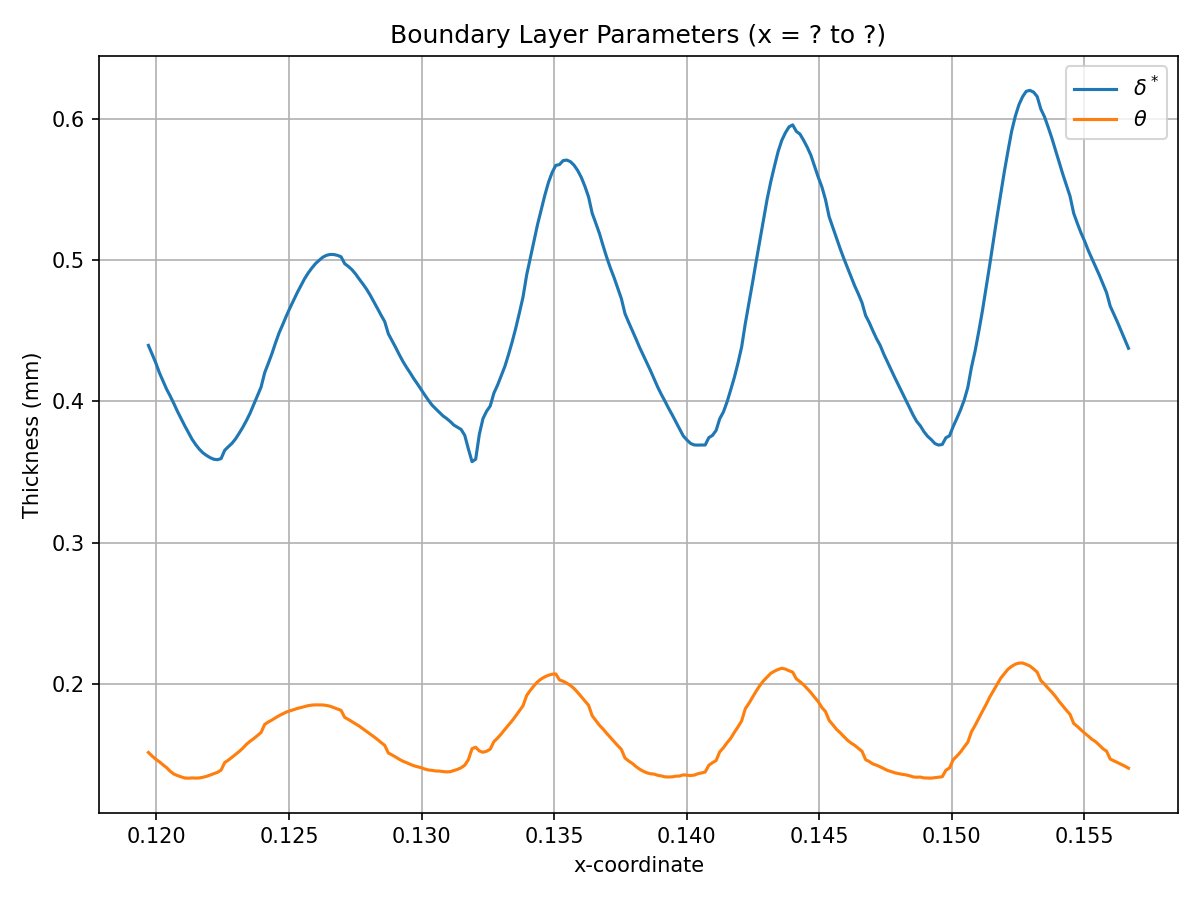 Boundary Layer Parameters (x = ? to ?)
δ*
θ
Thickness (mm)
0.6
0.5
0.4
0.3
0.2
0.120 0.125 0.130 0.135 0.140 0.145 0.150 0.155
x-coordinate